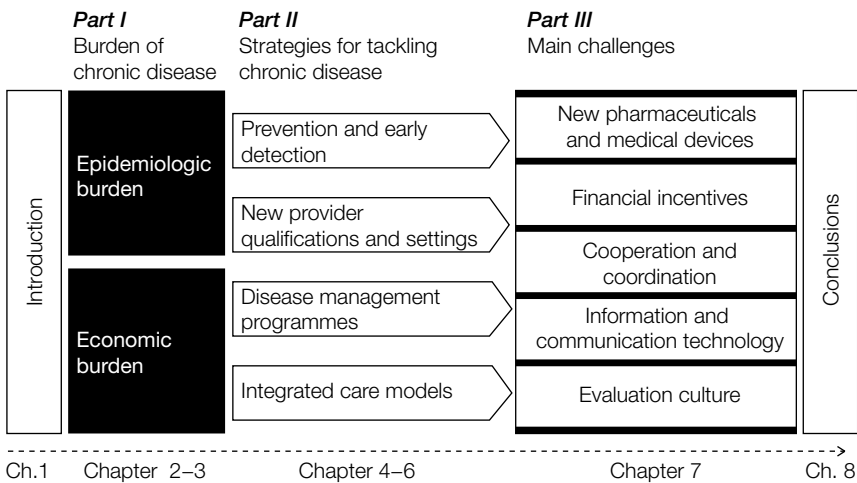 Part I
Burden of
chronic disease
Part II
Strategies for tackling
chronic disease
Part III
Main challenges
Introduction
Epidemiologic
burden
Economic
burden
Prevention and early
detection
New provider
qualifications and settings
Disease management
programmes
Integrated care models
New pharmaceuticals
and medical devices
Financial incentives
Cooperation and
coordination
Information and
communication technology
Evaluation culture
Conclusions
Ch.1
Chapter 2–3
Chapter 4–6
Chapter 7
Ch. 8